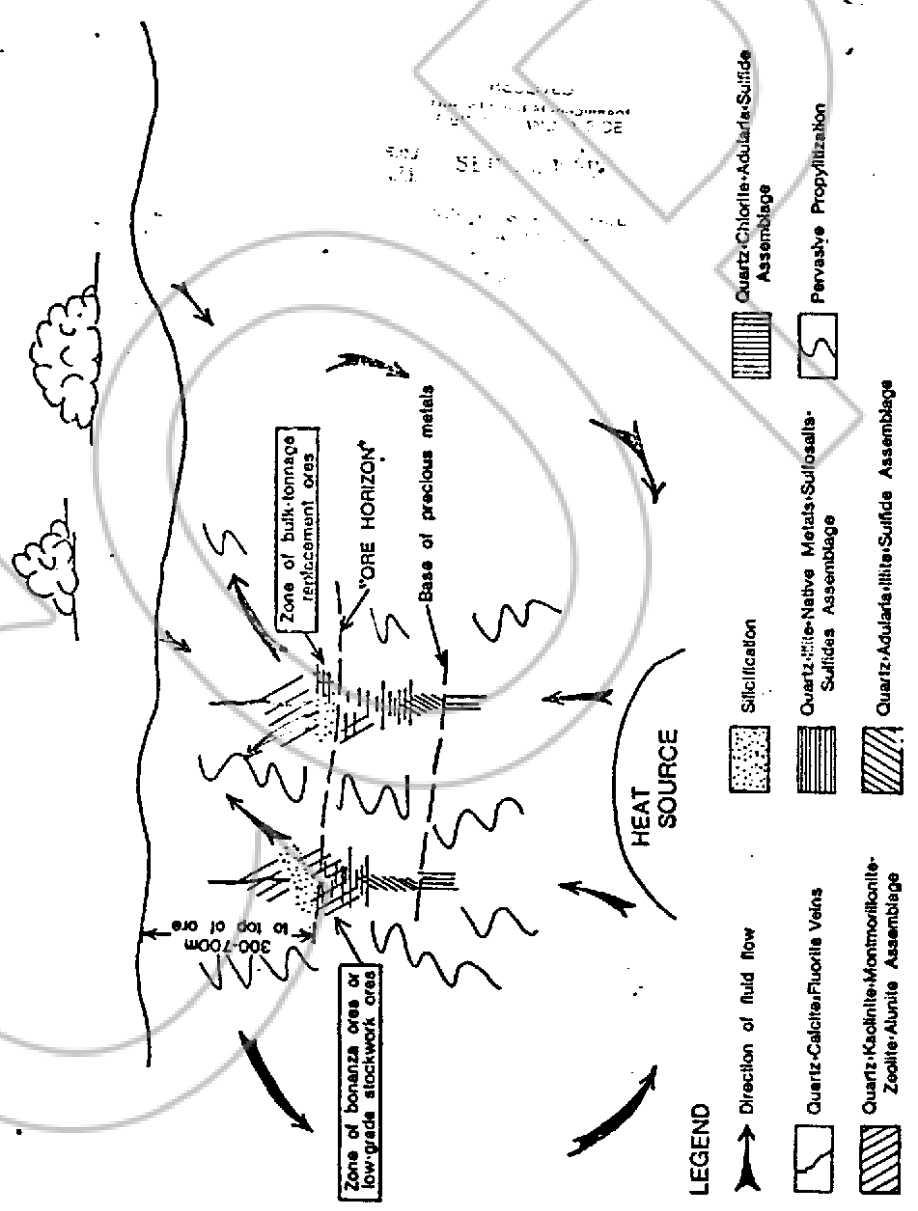 300-700m
to top of ore
Zone of bonanza ores or
low-grade stockwork ores
Zone of bulk-tonnage
replacement ores
"ORE HORIZON"
Base of precious metals
HEAT
SOURCE
LEGEND
Direction of fluid flow
Quartz·Calcite·Fluorite Veins
Quartz·Kaolinite·Montmorillonite·
Zeolite·Alunite Assemblage
Silicification
Quartz·Illite·Native Metals·Sulfosalts·
Sulfides Assemblage
Quartz·Adularia·Illite·Sulfide Assemblage
Quartz·Chlorite·Adularia·Sulfide
Assemblage
Pervasive Propylitization